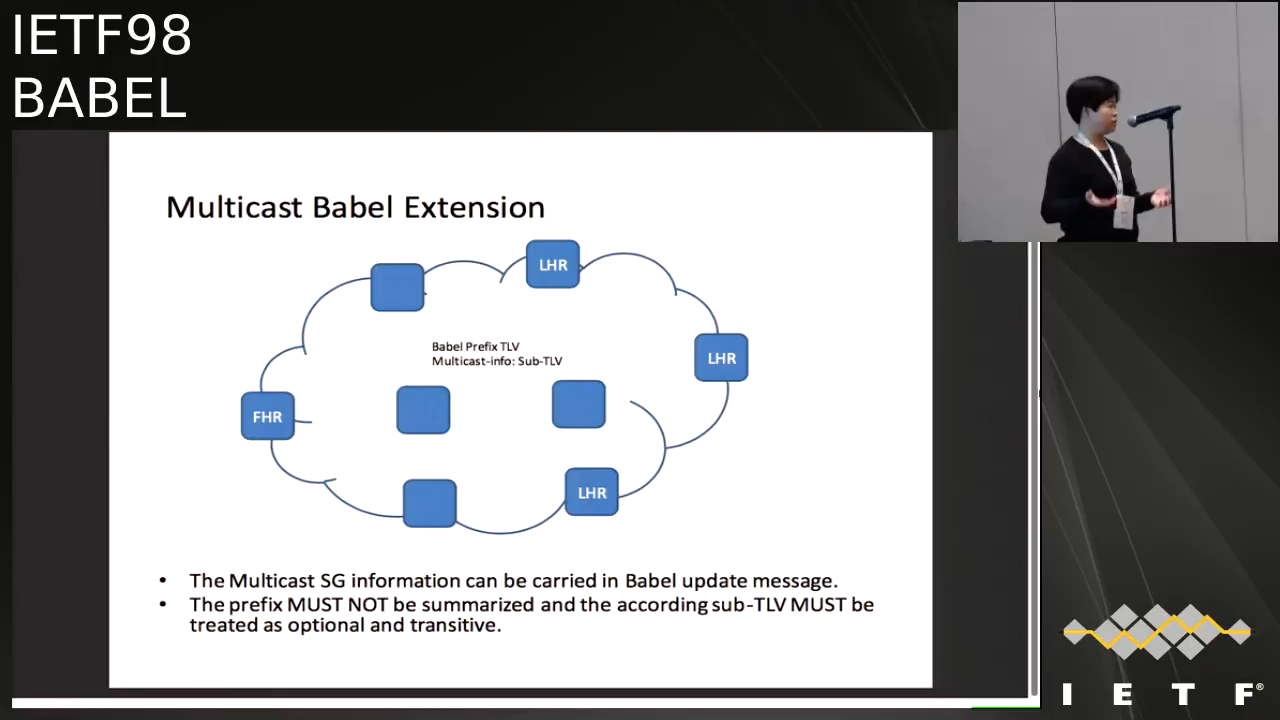 IETF98
BABEL
Multicast Babel Extension
LHR
Babel Prefix TLV
Multicast-info: Sub-TLV
LHR
FHR
LHR
• The Multicast SG information can be carried in Babel update message.
• The prefix MUST NOT be summarized and the according sub-TLV MUST be
treated as optional and transitive.
I E T F®